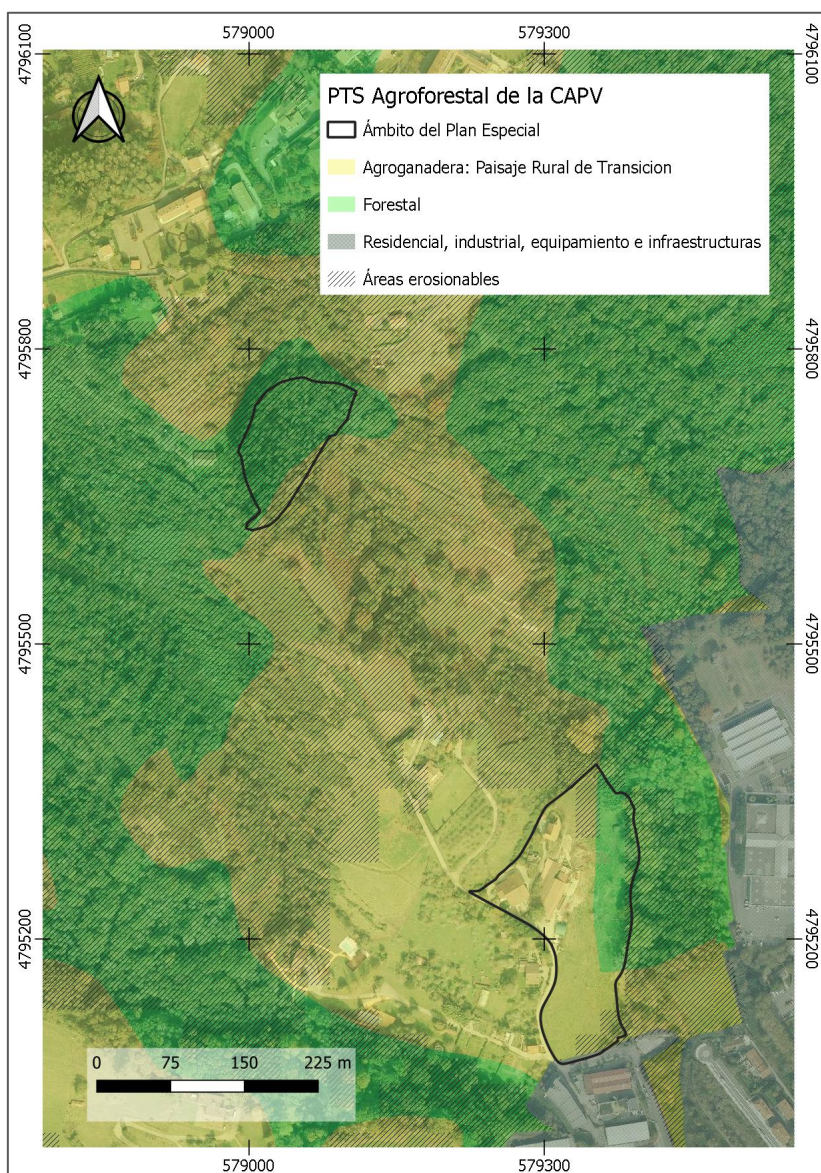 579000 579300
4796100 4796100
PTS Agroforestal de la CAPV
Ámbito del Plan Especial
Agroganadera: Paisaje Rural de Transicion
Forestal
Residencial, industrial, equipamiento e infraestructuras
Áreas erosionables
4795800 4795800
4795500 4795500
4795200 4795200
0 75 150 225 m
579000 579300